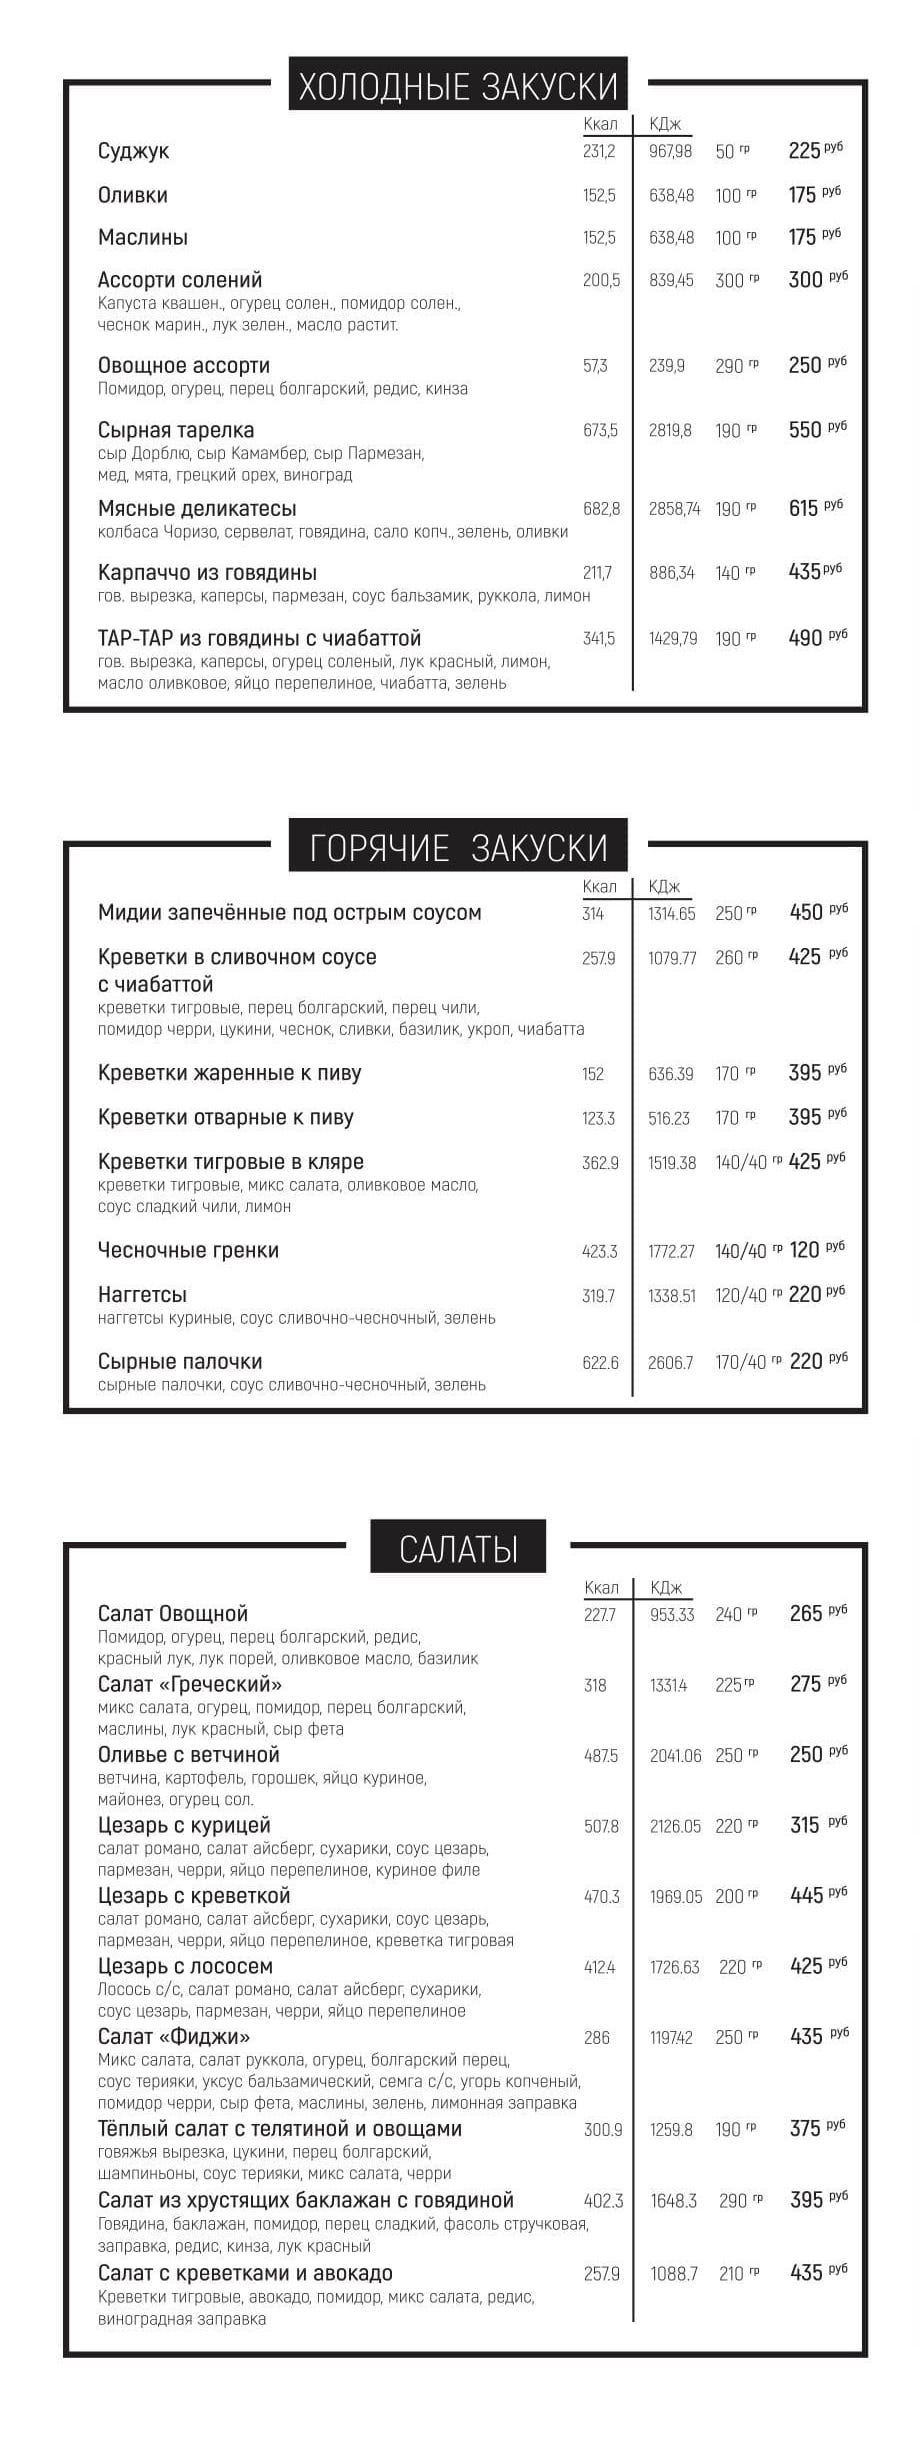 ХОЛОДНЫЕ ЗАКУСКИ
Ккал КДж
Суджук 231,2 967,98 50 гр 225 руб
Оливки 152,5 638,48 100 гр 175 руб
Маслины 152,5 638,48 100 гр 175 руб
Ассорти солений 200,5 839,45 300 гр 300 руб
Капуста квашен., огурец солен., помидор солен.,
чеснок марин., лук зелен., масло растит.
Овощное ассорти 57,3 239,9 290 гр 250 руб
Помидор, огурец, перец болгарский, редис, кинза
Сырная тарелка 673,5 2819,8 190 гр 550 руб
сыр Дорблю, сыр Камамбер, сыр Пармезан,
мед, мята, грецкий орех, виноград
Мясные деликатесы 682,8 2858,74 190 гр 615 руб
колбаса Чоризо, сервелат, говядина, сало копч., зелень, оливки
Карпаччо из говядины 211,7 886,34 140 гр 435 руб
гов. вырезка, каперсы, пармезан, соус бальзамик, руккола, лимон
ТАР-ТАР из говядины с чиабаттой 341,5 1429,79 190 гр 490 руб
гов. вырезка, каперсы, огурец соленый, лук красный, лимон,
масло оливковое, яйцо перепелиное, чиабатта, зелень
ГОРЯЧИЕ ЗАКУСКИ
Ккал КДж
Мидии запечённые под острым соусом 314 1314.65 250 гр 450 руб
Креветки в сливочном соусе 257.9 1079.77 260 гр 425 руб
с чиабаттой
креветки тигровые, перец болгарский, перец чили,
помидор черри, цукини, чеснок, сливки, базилик, укроп, чиабатта
Креветки жаренные к пиву 152 636.39 170 гр 395 руб
Креветки отварные к пиву 123.3 516.23 170 гр 395 руб
Креветки тигровые в кляре 362.9 1519.38 140/40 гр 425 руб
креветки тигровые, микс салата, оливковое масло,
соус сладкий чили, лимон
Чесночные гренки 423.3 1772.27 140/40 гр 120 руб
Наггетсы 319.7 1338.51 120/40 гр 220 руб
наггетсы куриные, соус сливочно-чесночный, зелень
Сырные палочки 622.6 2606.7 170/40 гр 220 руб
сырные палочки, соус сливочно-чесночный, зелень
САЛАТЫ
Ккал КДж
Салат Овощной 227.7 953.33 240 гр 265 руб
Помидор, огурец, перец болгарский, редис,
красный лук, лук порей, оливковое масло, базилик
Салат «Греческий» 318 1331.4 225 гр 275 руб
микс салата, огурец, помидор, перец болгарский,
маслины, лук красный, сыр фета
Оливье с ветчиной 487.5 2041.06 250 гр 250 руб
ветчина, картофель, горошек, яйцо куриное,
майонез, огурец сол.
Цезарь с курицей 507.8 2126.05 220 гр 315 руб
салат романо, салат айсберг, сухарики, соус цезарь,
пармезан, черри, яйцо перепелиное, куриное филе
Цезарь с креветкой 470.3 1969.05 200 гр 445 руб
салат романо, салат айсберг, сухарики, соус цезарь,
пармезан, черри, яйцо перепелиное, креветка тигровая
Цезарь с лососем 412.4 1726.63 220 гр 425 руб
Лосось с/с, салат романо, салат айсберг, сухарики,
соус цезарь, пармезан, черри, яйцо перепелиное
Салат «Фиджи» 286 1197.42 250 гр 435 руб
Микс салата, салат руккола, огурец, болгарский перец,
соус терияки, уксус бальзамический, семга с/с, угорь копченый,
помидор черри, сыр фета, маслины, зелень, лимонная заправка
Тёплый салат с телятиной и овощами 300.9 1259.8 190 гр 375 руб
говяжья вырезка, цукини, перец болгарский,
шампиньоны, соус терияки, микс салата, черри
Салат из хрустящих баклажан с говядиной 402.3 1648.3 290 гр 395 руб
Говядина, баклажан, помидор, перец сладкий, фасоль стручковая,
заправка, редис, кинза, лук красный
Салат с креветками и авокадо 257.9 1088.7 210 гр 435 руб
Креветки тигровые, авокадо, помидор, микс салата, редис,
виноградная заправка